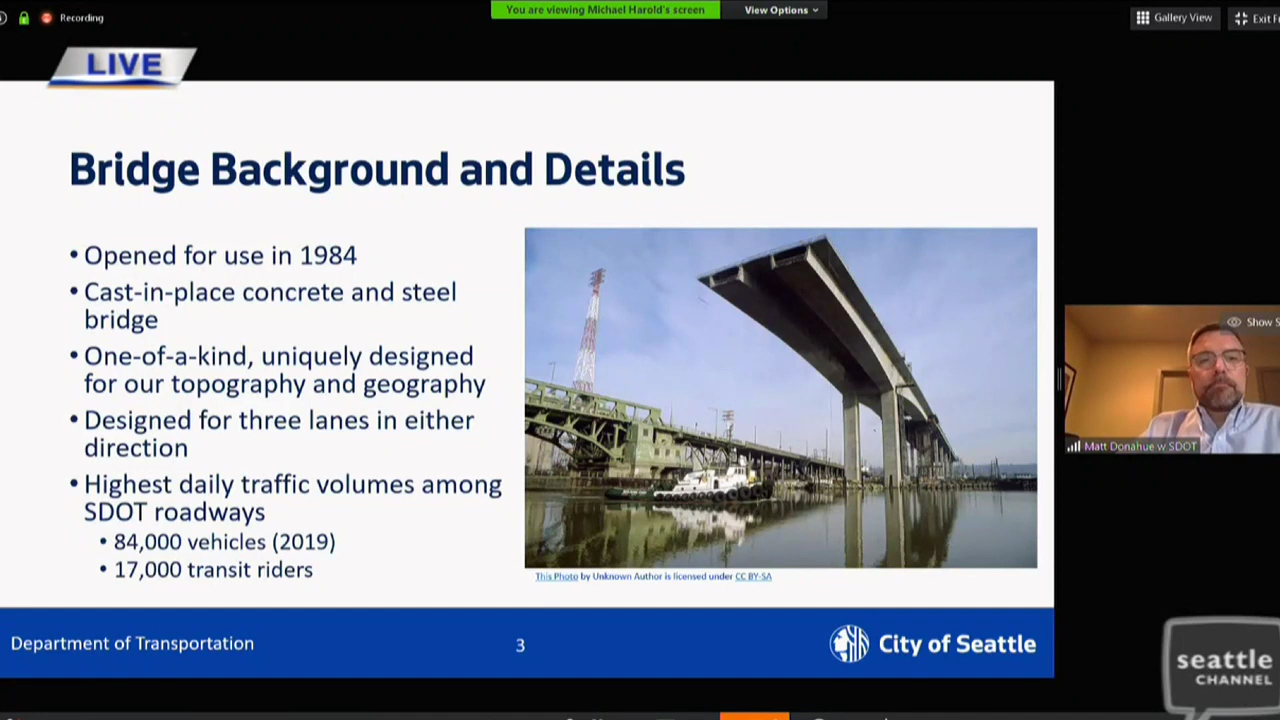 Recording
You are viewing Michael Harold's screen
View Options
Gallery View
Exit F
LIVE
Bridge Background and Details
• Opened for use in 1984
• Cast-in-place concrete and steel
bridge
• One-of-a-kind, uniquely designed
for our topography and geography
• Designed for three lanes in either
direction
• Highest daily traffic volumes among
SDOT roadways
• 84,000 vehicles (2019)
• 17,000 transit riders
This Photo by Unknown Author is licensed under CC BY-SA
Show S
Matt Donahue w SDOT
Department of Transportation
3
City of Seattle
seattle
CHANNEL